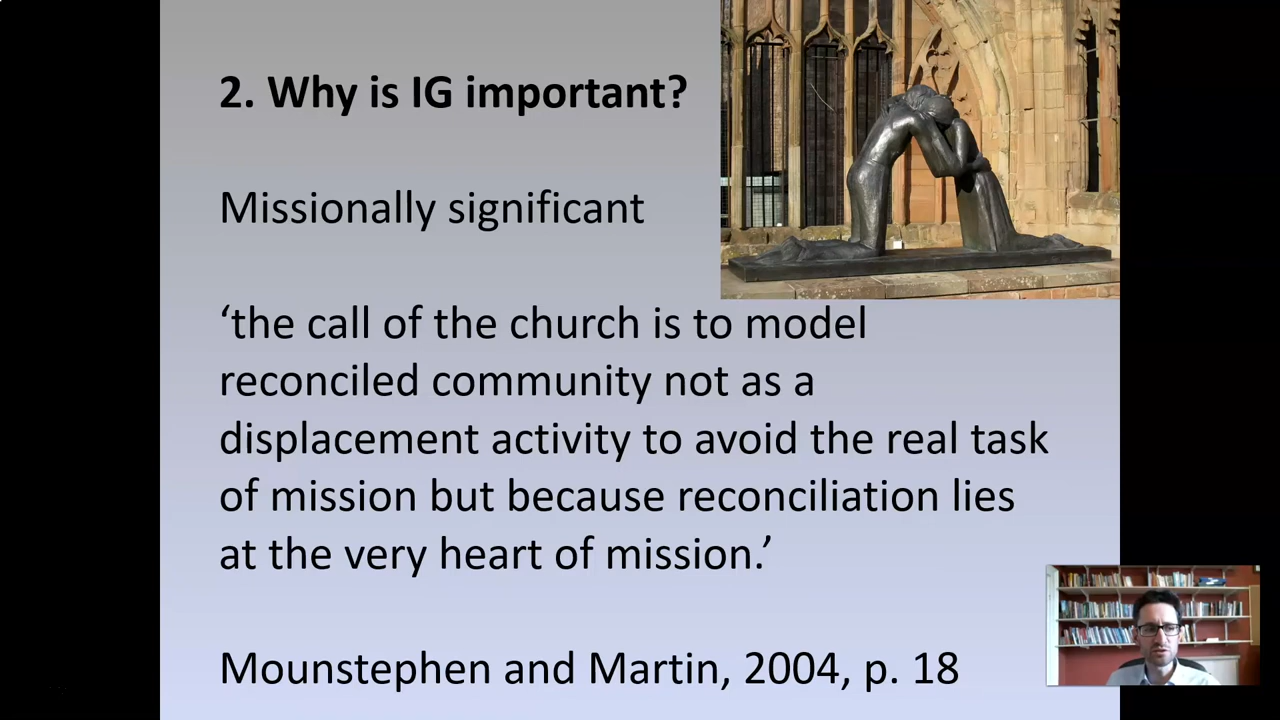 2. Why is IG important?
Missionally significant
‘the call of the church is to model
reconciled community not as a
displacement activity to avoid the real task
of mission but because reconciliation lies
at the very heart of mission.’
Mounstephen and Martin, 2004, p. 18